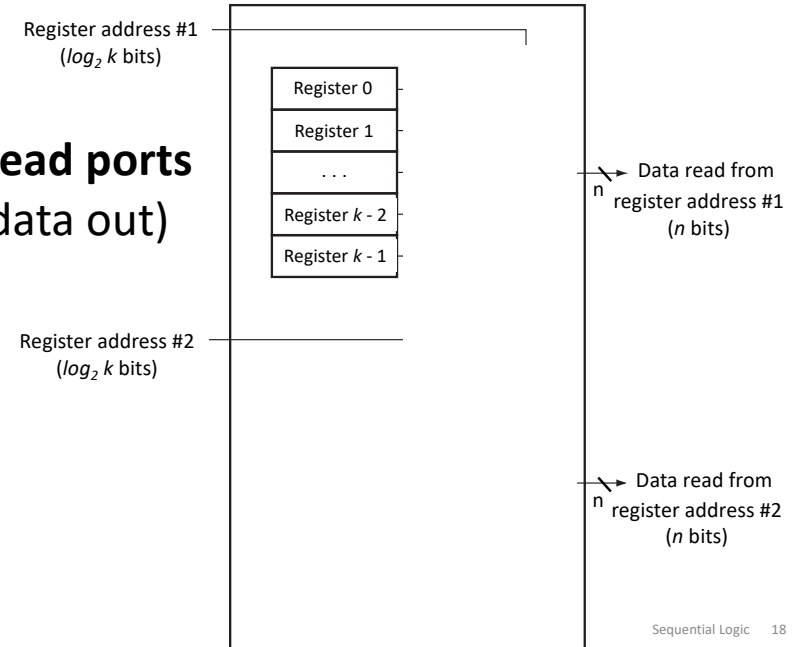 Register address #1
(log₂ k bits)
Register 0
Register 1
. . .
Register k - 2
Register k - 1
ead ports
data out)
n
Data read from
register address #1
(n bits)
Register address #2
(log₂ k bits)
n
Data read from
register address #2
(n bits)
Sequential Logic 18